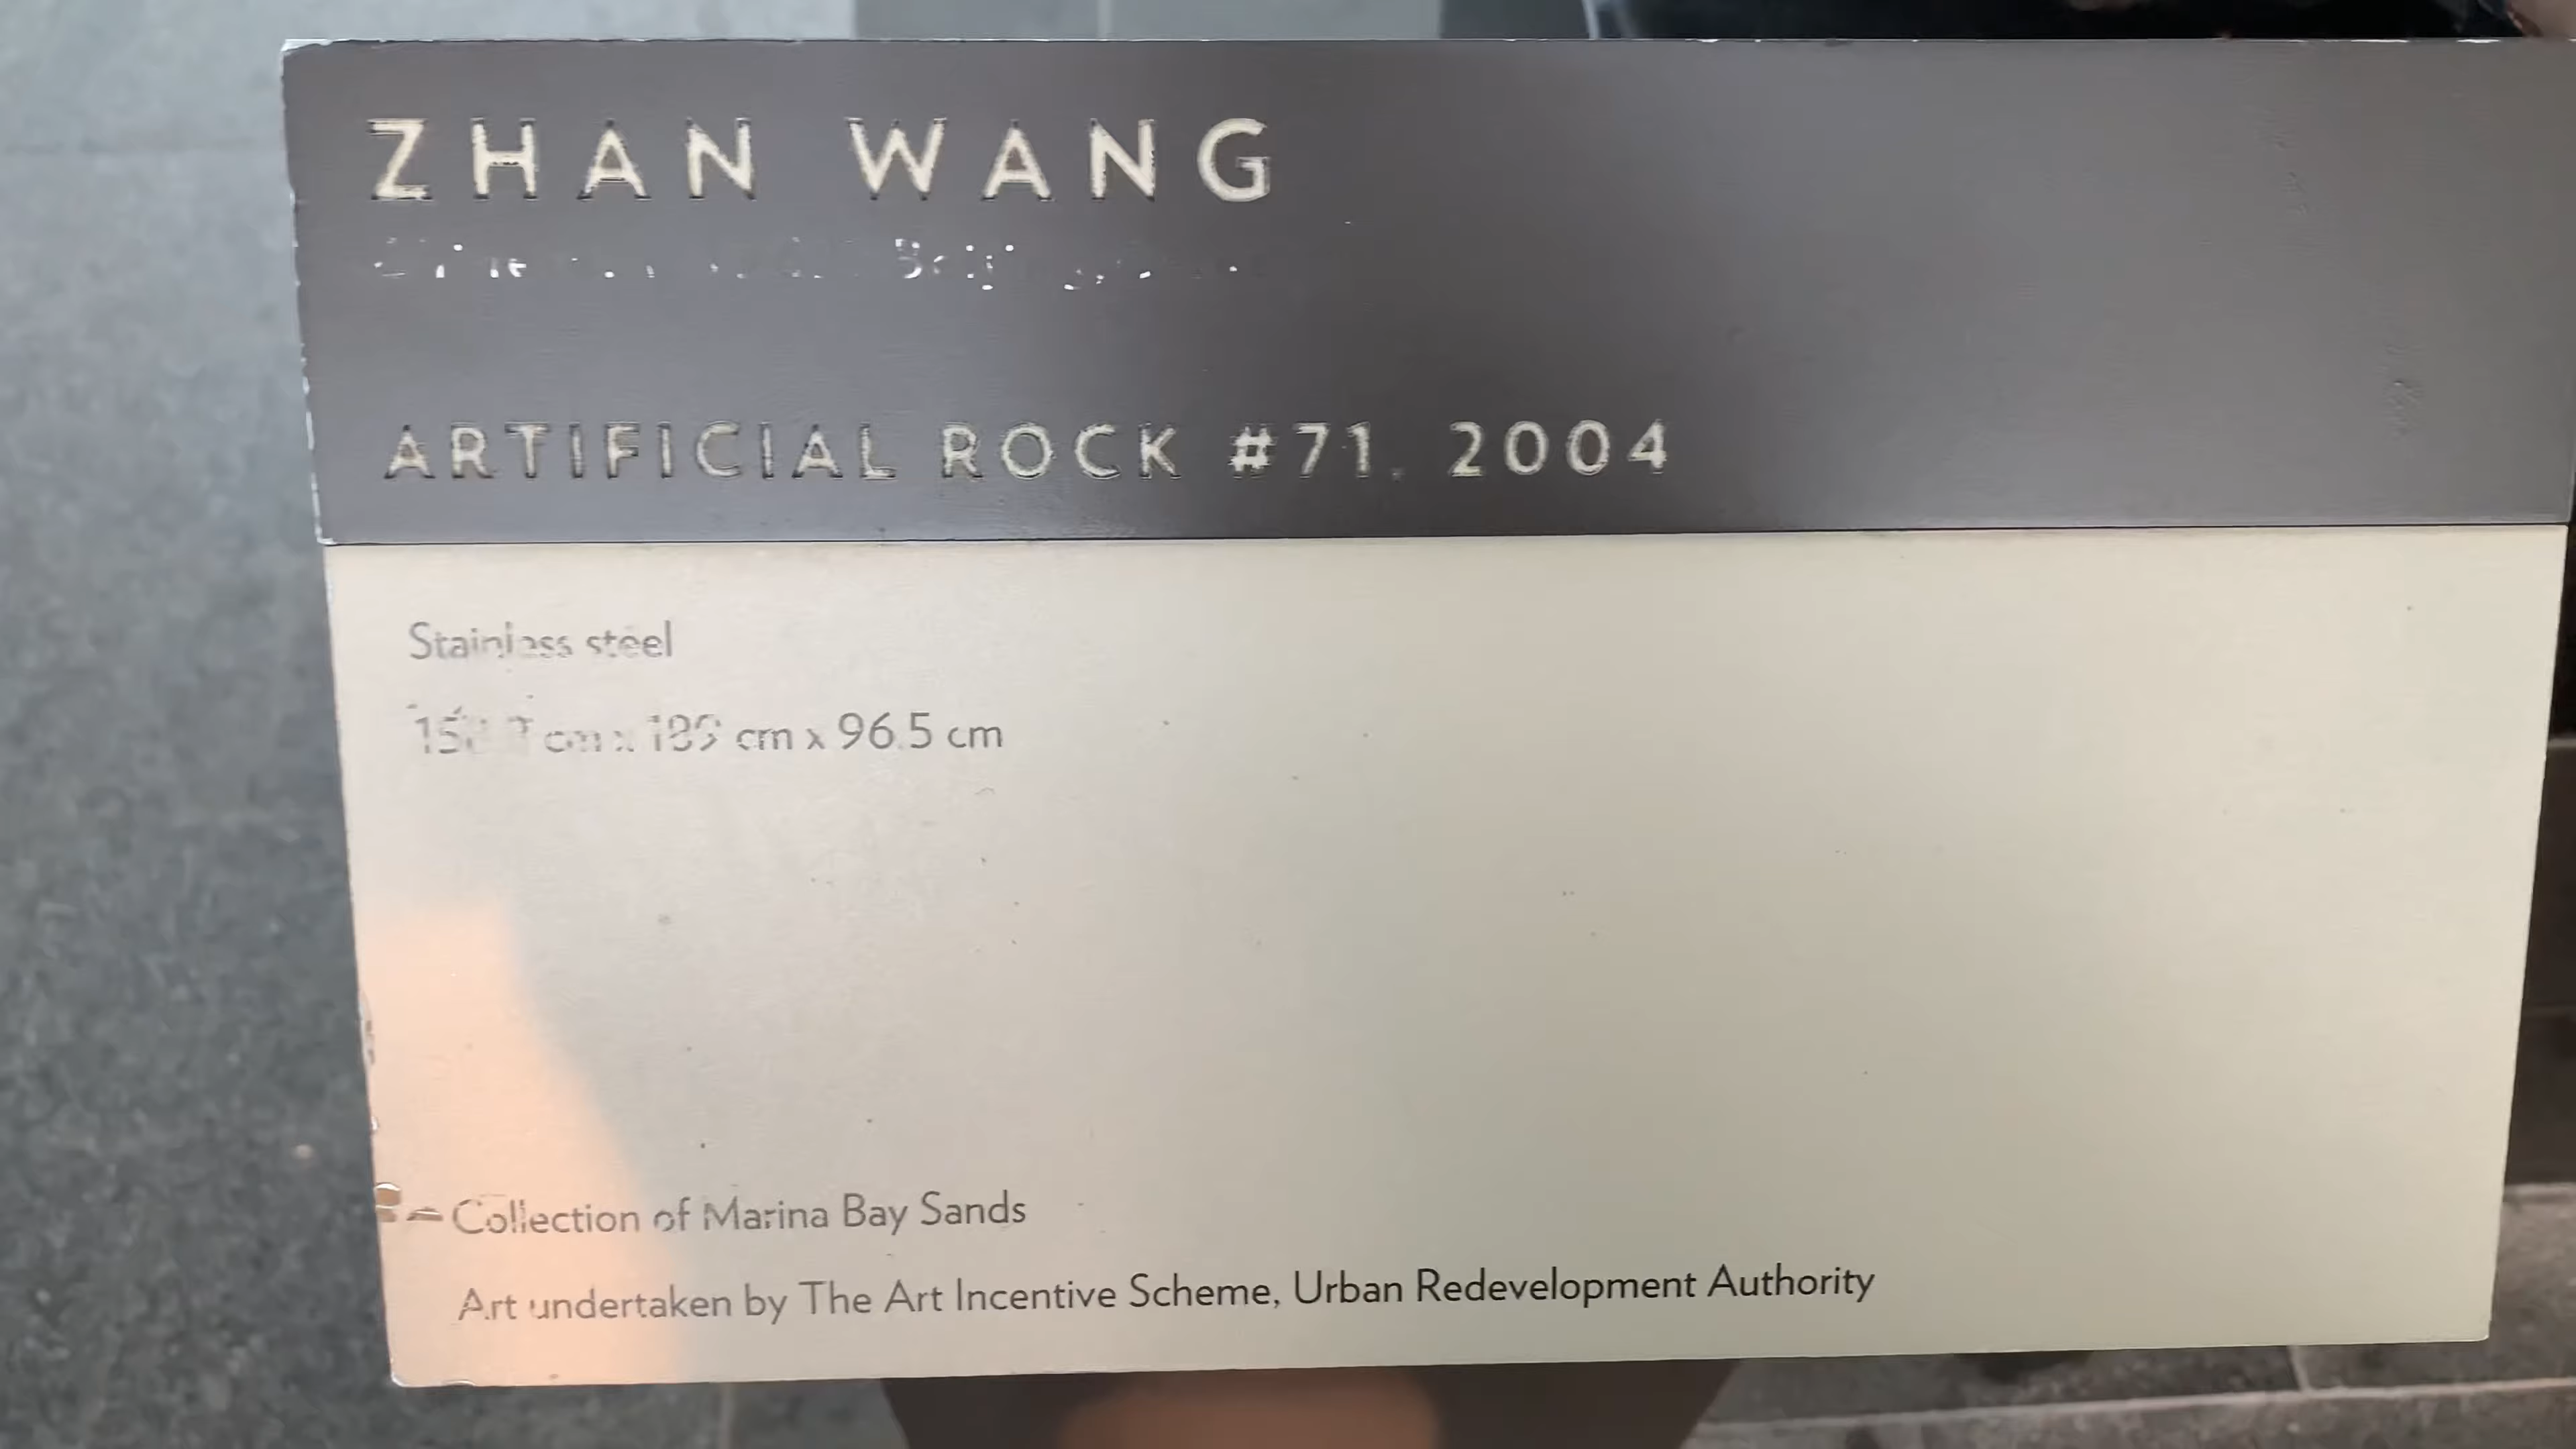 ZHAN WANG
ARTIFICIAL ROCK #71, 2004
Stainless steel
cm x 96.5 cm
Collection of Marina Bay Sands
Art undertaken by The Art Incentive Scheme, Urban Redevelopment Authority